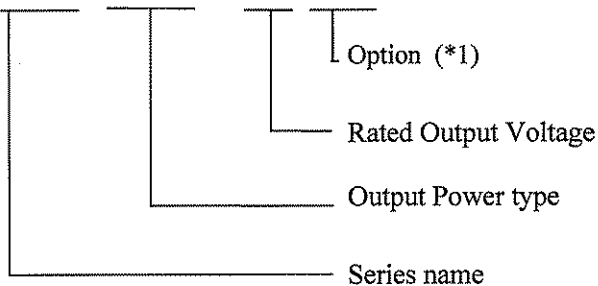 Option (*1)
Rated Output Voltage
Output Power type
Series name